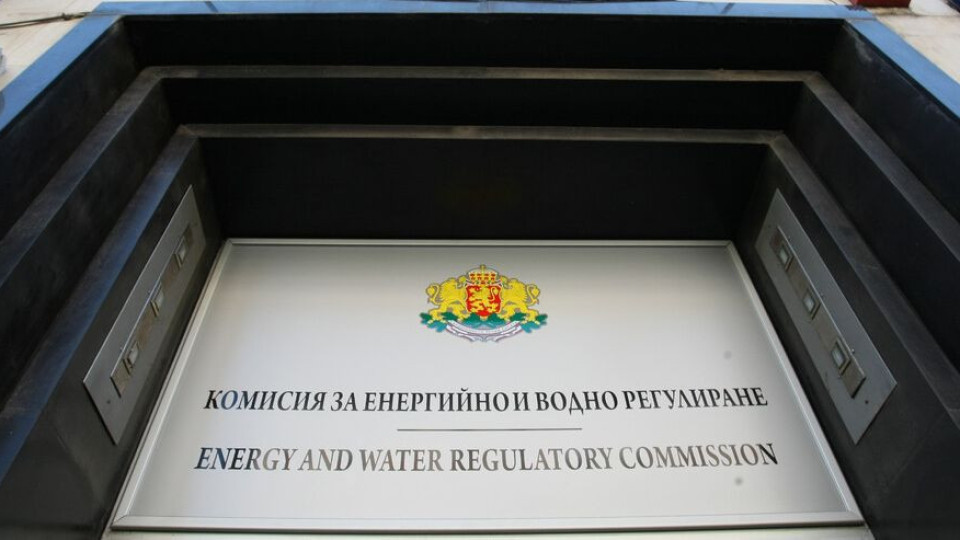 КОМИСИЯ ЗА ЕНЕРГИЙНО И ВОДНО РЕГУЛИРАНЕ
ENERGY AND WATER REGULATORY COMMISSION